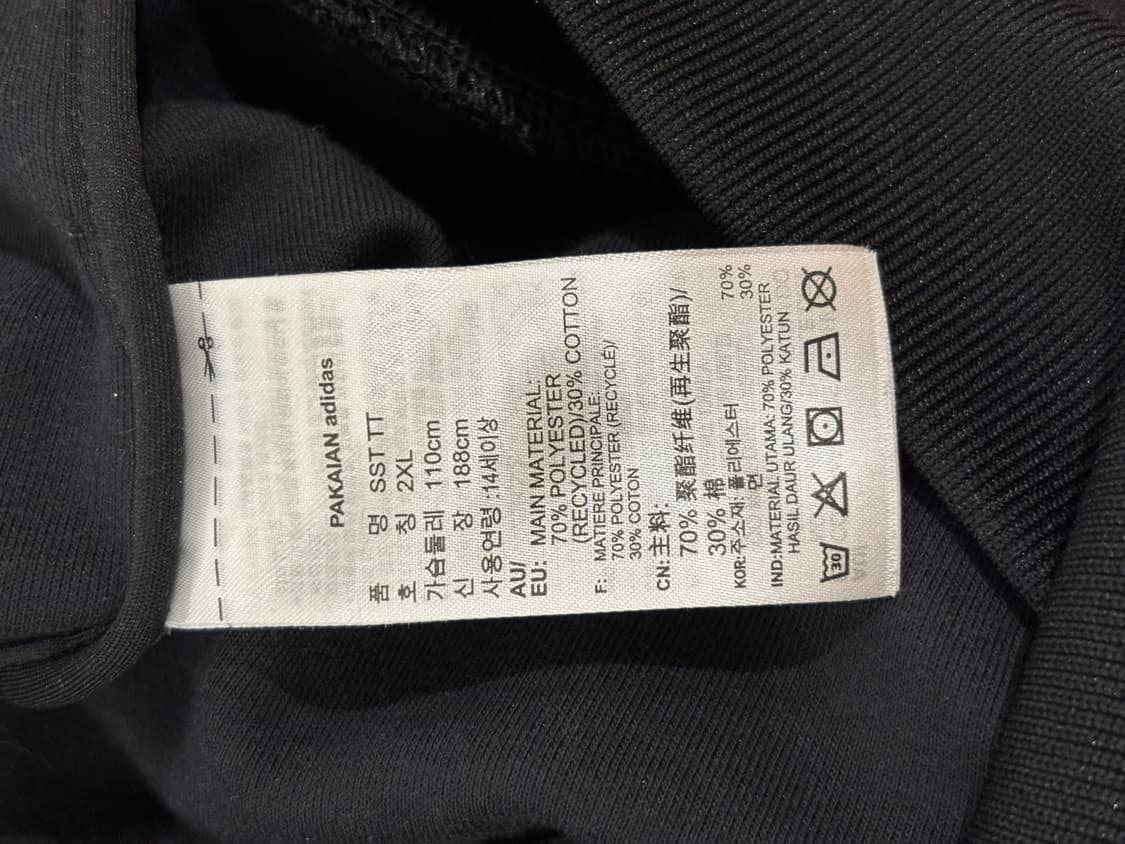 PAKAIAN adidas
품 명 SST TT
호 칭 2XL
가슴둘레 110cm
신 장 188cm
사용연령 :14세이상
AU/
EU: MAIN MATERIAL:
70% POLYESTER
(RECYCLED)/30% COTTON
F: MATIERE PRINCIPALE:
70% POLYESTER (RECYCLÉ)/
30% COTON
CN:主料:
70% 聚酯纤维(再生聚酯)/
30% 棉
KOR:주소재: 폴리에스터 70%
면 30%
IND:MATERIAL UTAMA:70% POLYESTER
HASIL DAUR ULANG/30% KATUN
30